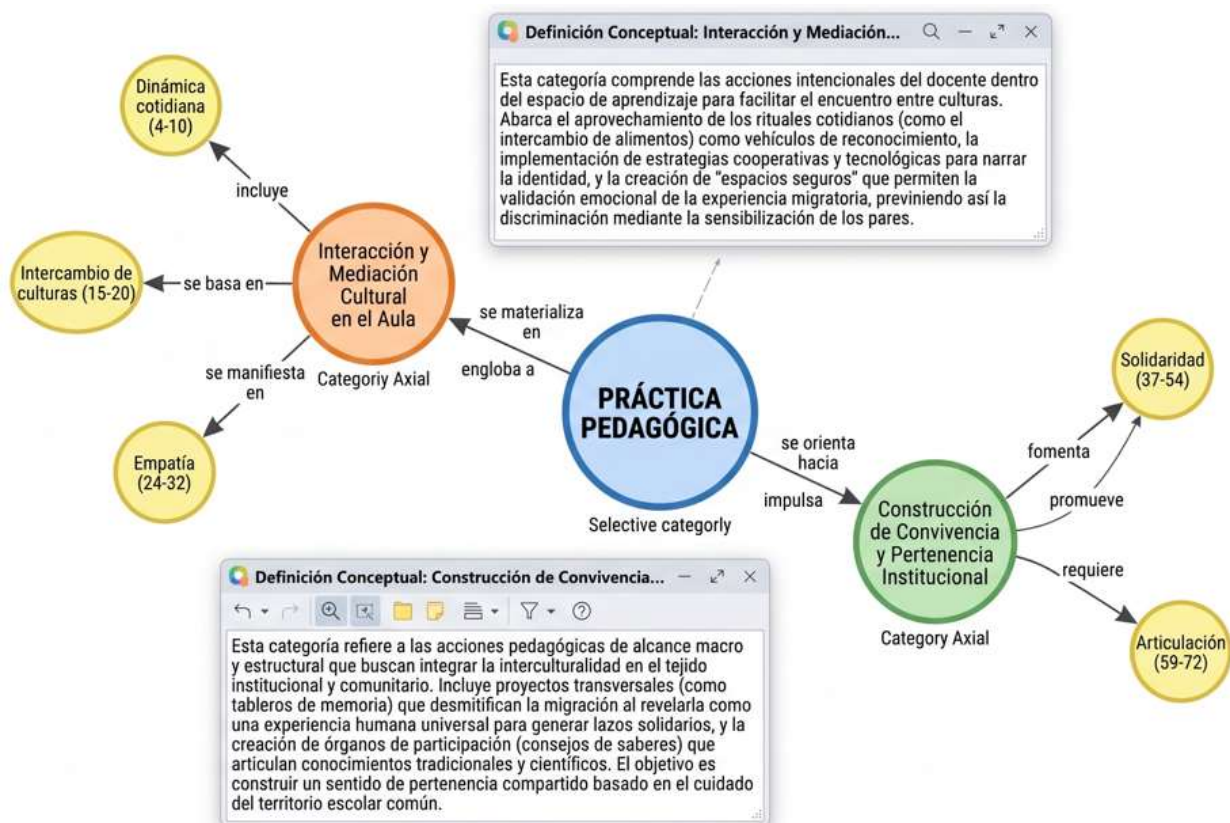 Definición Conceptual: Interacción y Mediación...
Esta categoría comprende las acciones intencionales del docente dentro
del espacio de aprendizaje para facilitar el encuentro entre culturas.
Abarca el aprovechamiento de los rituales cotidianos (como el
intercambio de alimentos) como vehículos de reconocimiento, la
implementación de estrategias cooperativas y tecnológicas para narrar
la identidad, y la creación de “espacios seguros” que permiten la
validación emocional de la experiencia migratoria, previniendo así la
discriminación mediante la sensibilización de los pares.
Dinámica
cotidiana
(4-10)
incluye
Intercambio de
culturas (15-20)
se basa en
Interacción y
Mediación
Cultural
en el Aula
Categoriy Axial
se manifiesta
en
Empatía
(24-32)
se materializa
en
engloba a
PRÁCTICA
PEDAGÓGICA
Selective categorly
se orienta
hacia
impulsa
Construcción
de Convivencia
y Pertenencia
Institucional
Category Axial
fomenta
promueve
requiere
Solidaridad
(37-54)
Articulación
(59-72)
Definición Conceptual: Construcción de Convivencia...
Esta categoría refiere a las acciones pedagógicas de alcance macro
y estructural que buscan integrar la interculturalidad en el tejido
institucional y comunitario. Incluye proyectos transversales (como
tableros de memoria) que desmitifican la migración al revelarla como
una experiencia humana universal para generar lazos solidarios, y la
creación de órganos de participación (consejos de saberes) que
articulan conocimientos tradicionales y científicos. El objetivo es
construir un sentido de pertenencia compartido basado en el cuidado
del territorio escolar común.